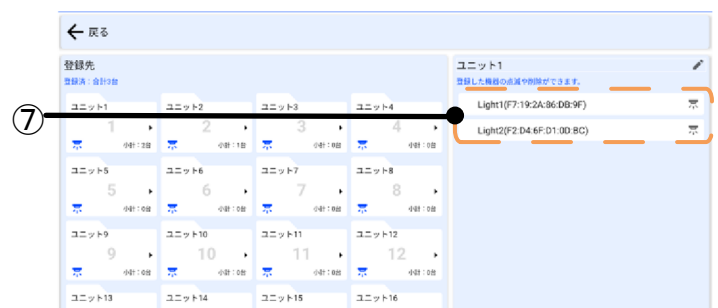 戻る
登録先
登録済：合計3台
ユニット1
ユニット2
ユニット3
ユニット4
1
2
3
4
小計：2台
小計：1台
小計：0台
小計：0台
ユニット5
ユニット6
ユニット7
ユニット8
5
6
7
8
小計：0台
小計：0台
小計：0台
小計：0台
ユニット9
ユニット10
ユニット11
ユニット12
9
10
11
12
小計：0台
小計：0台
小計：0台
小計：0台
ユニット13
ユニット14
ユニット15
ユニット16
ユニット1
登録した機器の点滅や削除ができます。
Light1(F7:19:2A:86:DB:9F)
Light2(F2:D4:6F:D1:0D:BC)
⑦